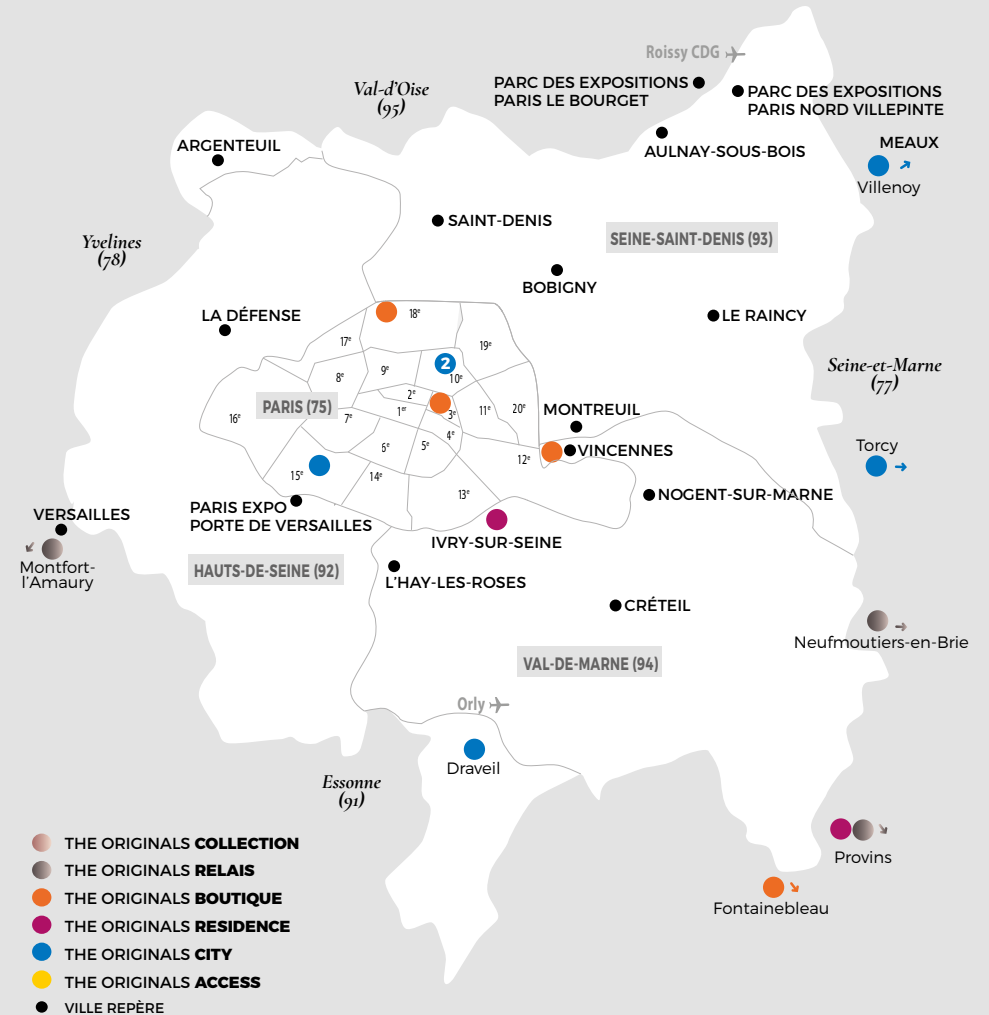 Roissy CDG
Val-d'Oise
(95)
PARC DES EXPOSITIONS
PARIS LE BOURGET
PARC DES EXPOSITIONS
PARIS NORD VILLEPINTE
ARGENTEUIL
AULNAY-SOUS-BOIS
MEAUX
Villenoy
SAINT-DENIS
SEINE-SAINT-DENIS (93)
Yvelines
(78)
BOBIGNY
LA DÉFENSE
LE RAINCY
18e
17e
19e
2
10e
9e
8e
Seine-et-Marne
(77)
2e
PARIS (75)
1er
3e
11e
20e
MONTREUIL
16e
7e
4e
6e
5e
12e
VINCENNES
Torcy
15e
14e
13e
NOGENT-SUR-MARNE
PARIS EXPO
PORTE DE VERSAILLES
VERSAILLES
Montfort-
l'Amaury
IVRY-SUR-SEINE
HAUTS-DE-SEINE (92)
L'HAY-LES-ROSES
CRÉTEIL
Neufmoutiers-en-Brie
VAL-DE-MARNE (94)
Orly
Draveil
Essonne
(91)
Provins
Fontainebleau
THE ORIGINALS COLLECTION
THE ORIGINALS RELAIS
THE ORIGINALS BOUTIQUE
THE ORIGINALS RESIDENCE
THE ORIGINALS CITY
THE ORIGINALS ACCESS
VILLE REPÈRE